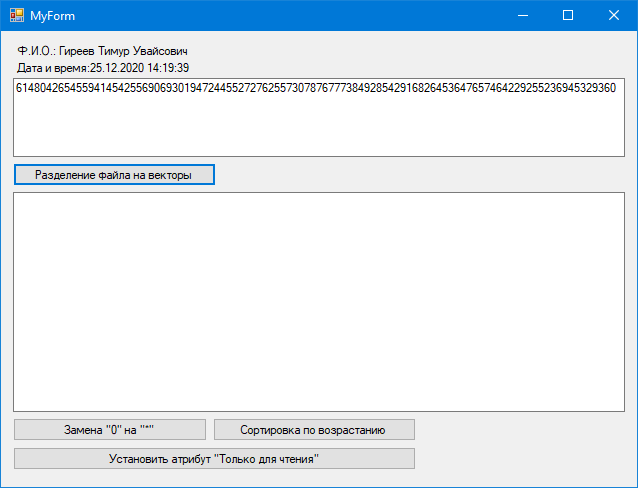 MyForm
Ф.И.О.: Гиреев Тимур Увайсович
Дата и время:25.12.2020 14:19:39
6148042654559414542556906930194724455272762557307876777384928542916826453647657464229255236945329360
Разделение файла на векторы
Замена "0" на "*"
Сортировка по возрастанию
Установить атрибут "Только для чтения"